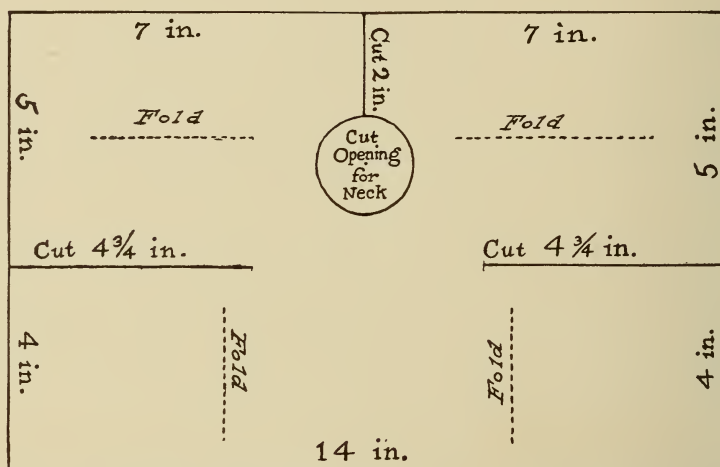 7 in.
Cut 2 in.
7 in.
5 in.
Fold
Fold
5 in.
Cut
Opening
for
Neck
Cut 4¾ in.
Cut 4¾ in.
4 in.
Fold
Fold
4 in.
14 in.